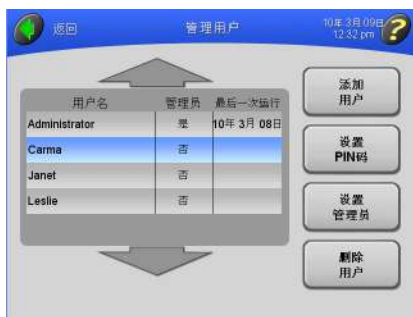 返回
管理用户
10年 3月 09日
12:32 pm
用户名 管理员 最后一次运行
Administrator 是 10年 3月 08日
Carma 否
Janet 否
Leslie 否
添加
用户
设置
PIN码
设置
管理员
删除
用户